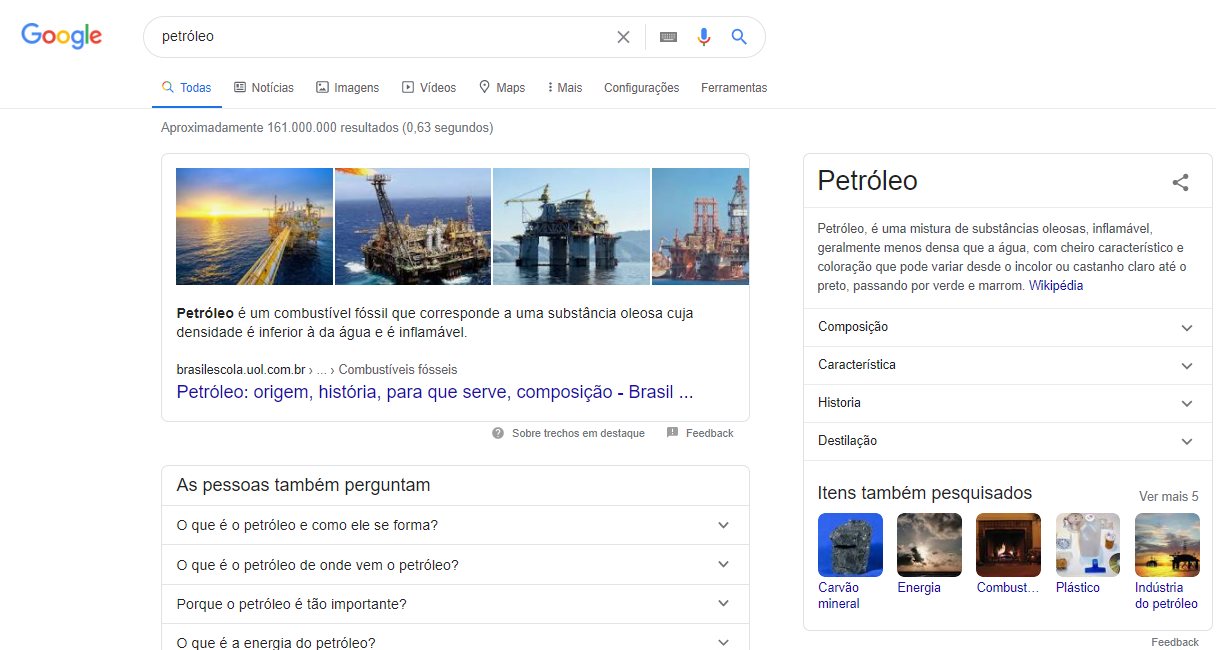 Google
petróleo
Todas
Notícias
Imagens
Vídeos
Maps
Mais
Configurações
Ferramentas
Aproximadamente 161.000.000 resultados (0,63 segundos)
Petróleo é um combustível fóssil que corresponde a uma substância oleosa cuja
densidade é inferior à da água e é inflamável.
brasilescola.uol.com.br › ... › Combustíveis fósseis
Petróleo: origem, história, para que serve, composição - Brasil ...
Sobre trechos em destaque
Feedback
As pessoas também perguntam
O que é o petróleo e como ele se forma?
O que é o petróleo de onde vem o petróleo?
Porque o petróleo é tão importante?
O que é a energia do petróleo?
Petróleo
Petróleo, é uma mistura de substâncias oleosas, inflamável,
geralmente menos densa que a água, com cheiro característico e
coloração que pode variar desde o incolor ou castanho claro até o
preto, passando por verde e marrom. Wikipédia
Composição
Característica
Historia
Destilação
Itens também pesquisados
Ver mais 5
Carvão
mineral
Energia
Combust...
Plástico
Indústria
do petróleo
Feedback